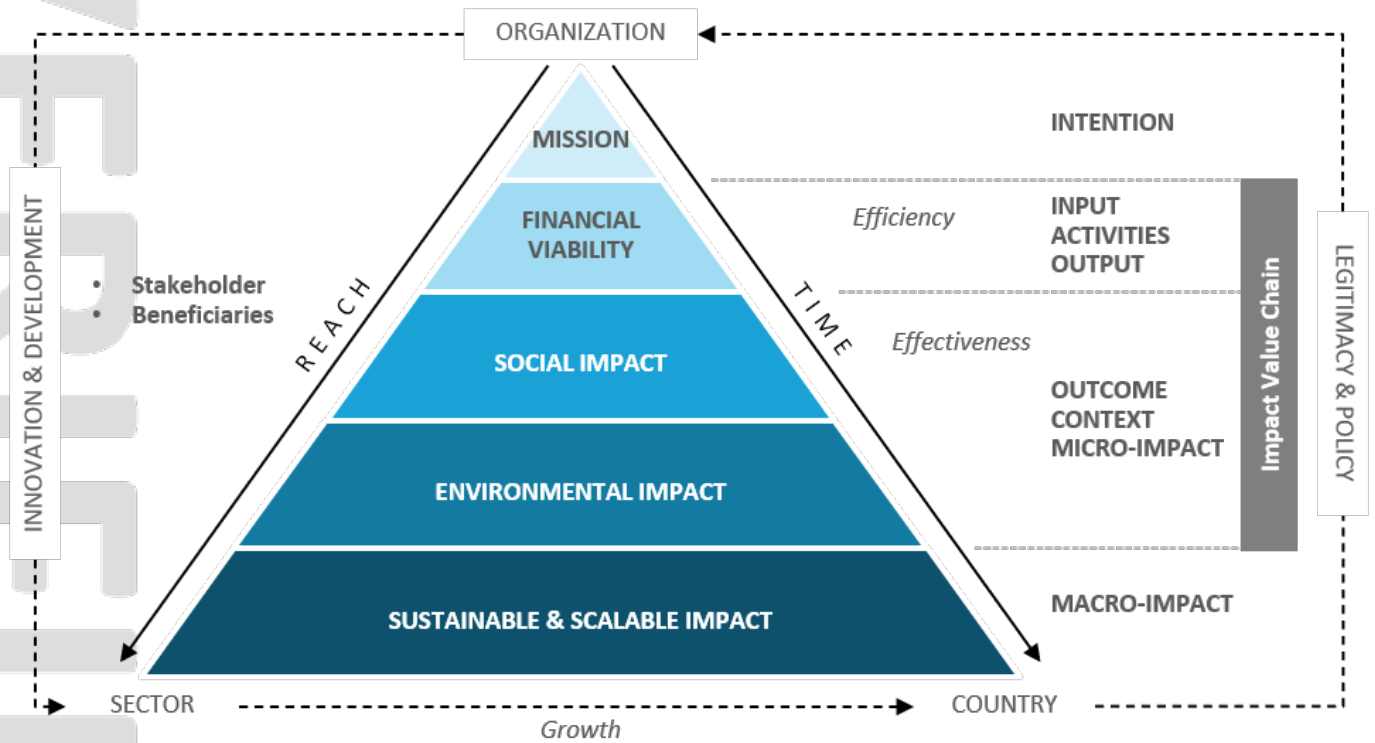 ORGANIZATION
MISSION
INTENTION
FINANCIAL
VIABILITY
Efficiency
INPUT
ACTIVITIES
OUTPUT
INNOVATION & DEVELOPMENT
• Stakeholder
• Beneficiaries
REACH
TIME
SOCIAL IMPACT
Effectiveness
OUTCOME
CONTEXT
MICRO-IMPACT
Impact Value Chain
LEGITIMACY & POLICY
ENVIRONMENTAL IMPACT
SUSTAINABLE & SCALABLE IMPACT
MACRO-IMPACT
SECTOR
Growth
COUNTRY